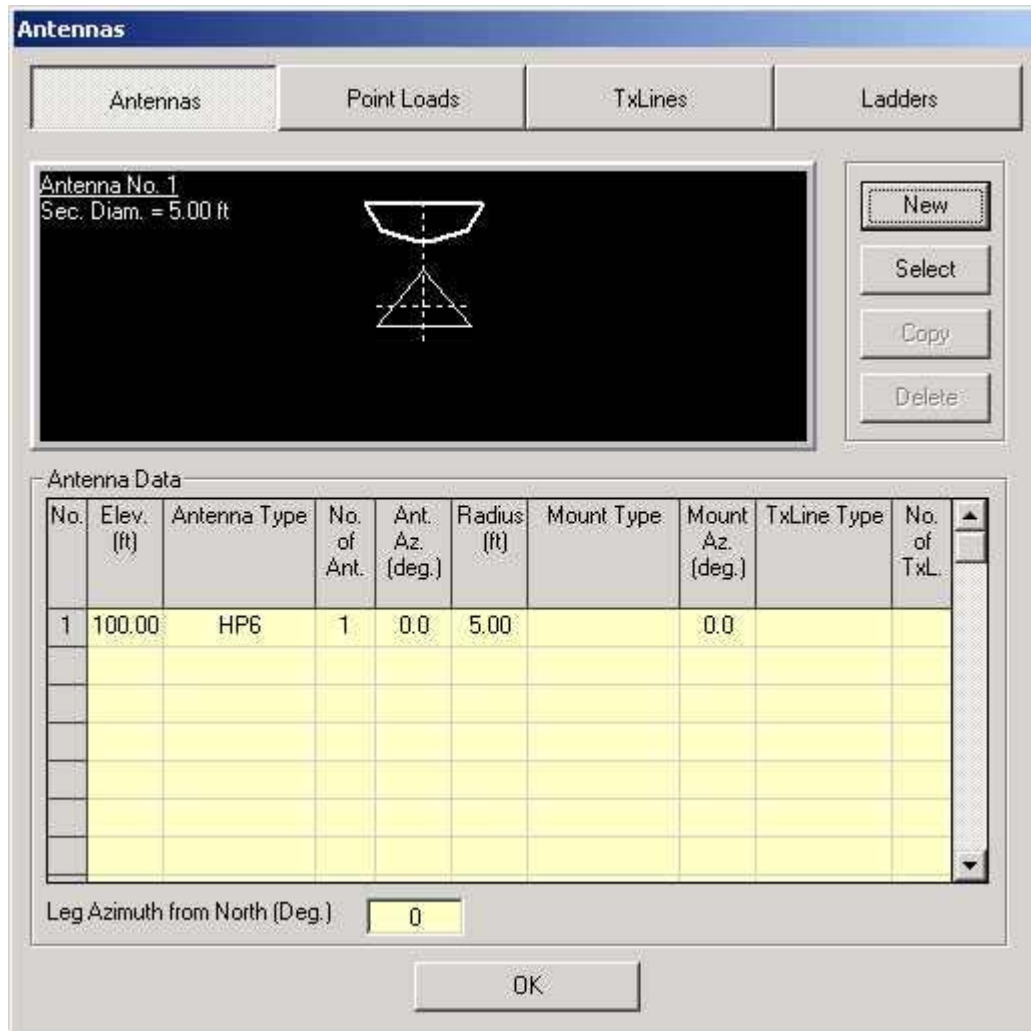 Antennas
Antennas Point Loads TxLines Ladders
Antenna No. 1
Sec. Diam. = 5.00 ft
New
Select
Copy
Delete
Antenna Data
No. Elev. (ft) Antenna Type No. of Ant. Ant. Az. (deg.) Radius (ft) Mount Type Mount Az. (deg.) TxLine Type No. of TxL.
1 100.00 HP6 1 0.0 5.00 0.0
Leg Azimuth from North (Deg.) 0
OK